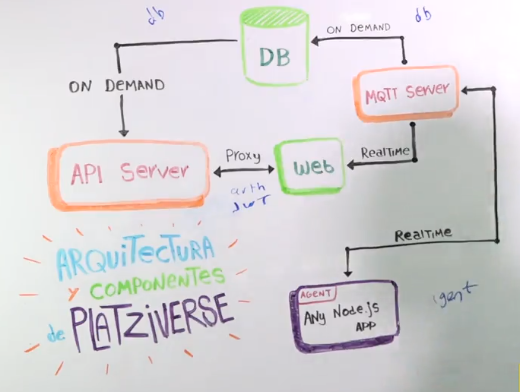 db
db
ON DEMAND
DB
ON DEMAND
MQTT Server
API Server
Proxy
Web
RealTime
auth
JWT
RealTime
ARQUITECTURA
y COMPONENTES
de PLATZIVERSE
AGENT
ANy Node.js
APP